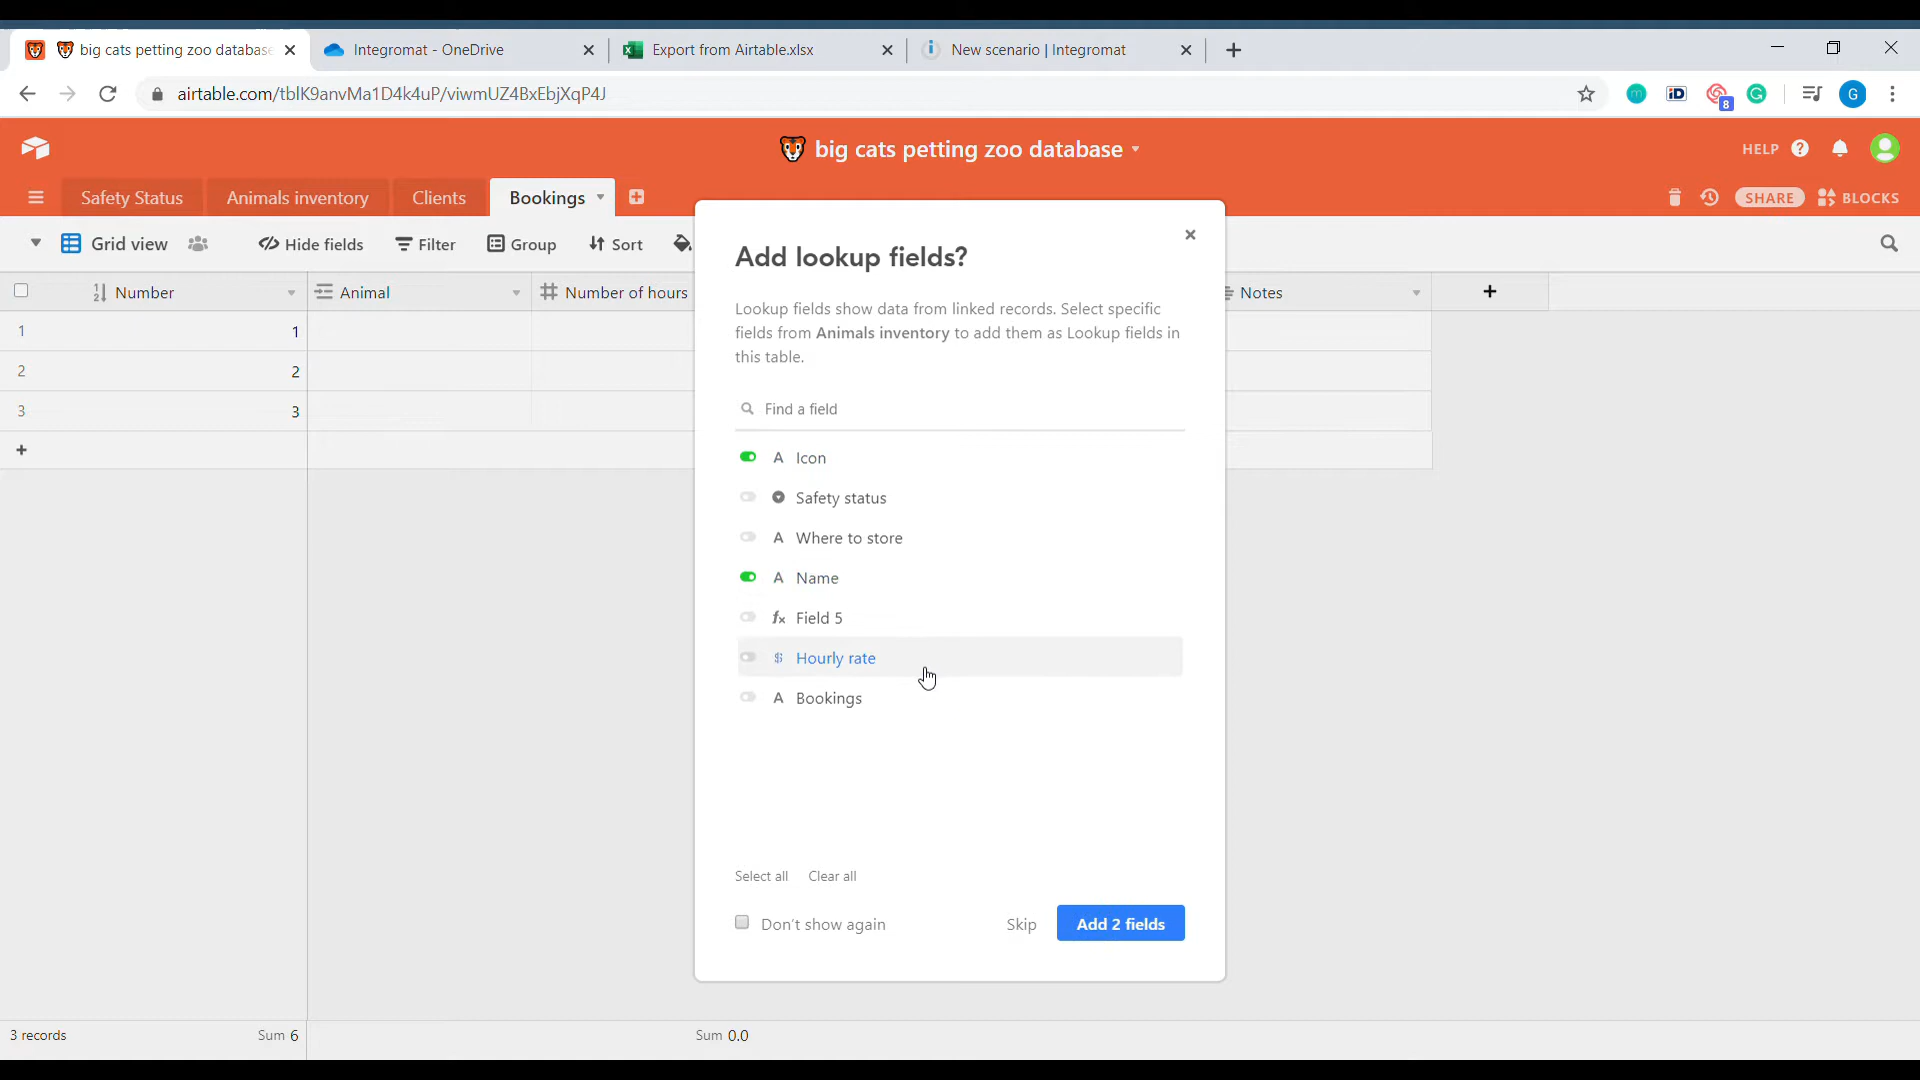 big cats petting zoo database
Integromat - OneDrive
Export from Airtable.xlsx
New scenario | Integromat
airtable.com/tblK9anvMa1D4k4uP/viwmUZ4BxEbjXqP4J
iD
8
G
big cats petting zoo database
HELP
Safety Status
Animals inventory
Clients
Bookings
SHARE
BLOCKS
Grid view
Hide fields
Filter
Group
Sort
Number
Animal
Number of hours
Notes
1 1
2 2
3 3
Add lookup fields?
Lookup fields show data from linked records. Select specific
fields from Animals inventory to add them as Lookup fields in
this table.
Find a field
A Icon
Safety status
A Where to store
A Name
fx Field 5
$ Hourly rate
A Bookings
Select all Clear all
Don't show again
Skip
Add 2 fields
3 records
Sum 6
Sum 0.0